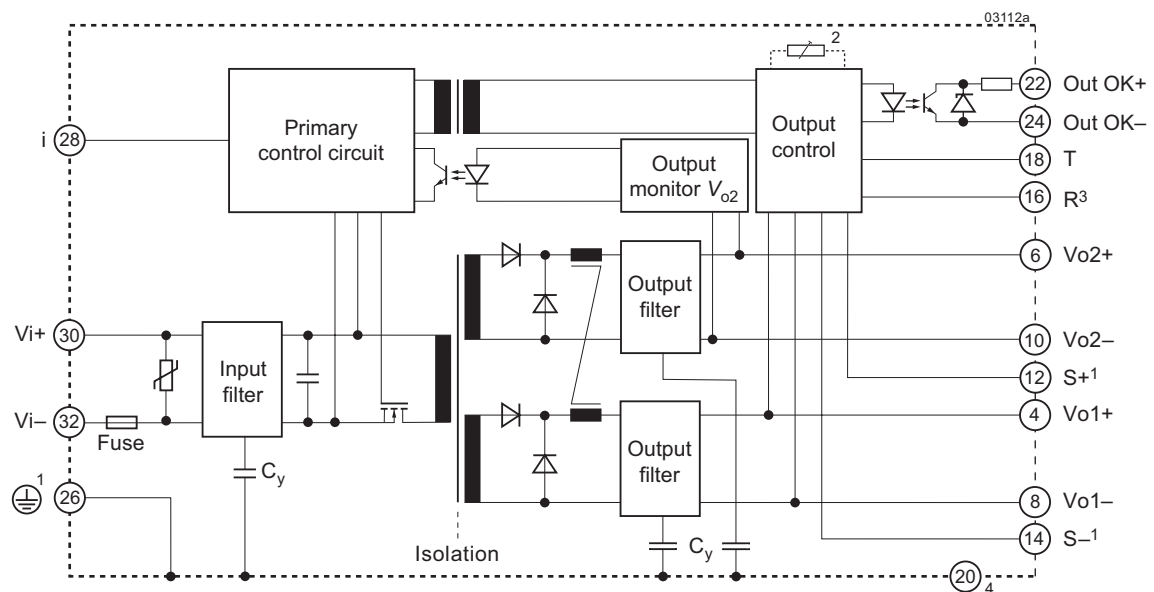 03112a
2
22 Out OK+
24 Out OK–
18 T
16 R3
i 28
Primary
control circuit
Output
control
Output
monitor Vo2
6 Vo2+
Output
filter
10 Vo2–
Vi+ 30
12 S+1
Input
filter
4 Vo1+
Vi– 32
Fuse
Output
filter
Cy
1 26
8 Vo1–
14 S–1
Cy
Isolation
20 4